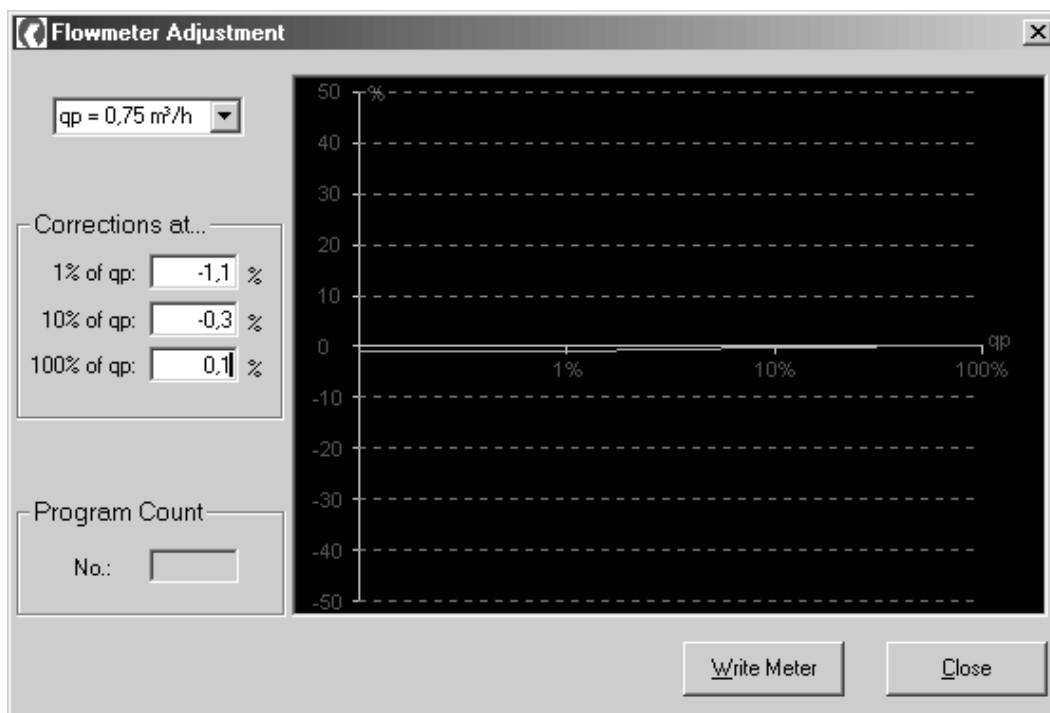 Flowmeter Adjustment
qp = 0,75 m³/h
Corrections at...
1% of qp: -1,1 %
10% of qp: -0,3 %
100% of qp: 0,1 %
Program Count
No.:
50 %
40
30
20
10
0 qp
1% 10% 100%
-10
-20
-30
-40
-50
Write Meter Close